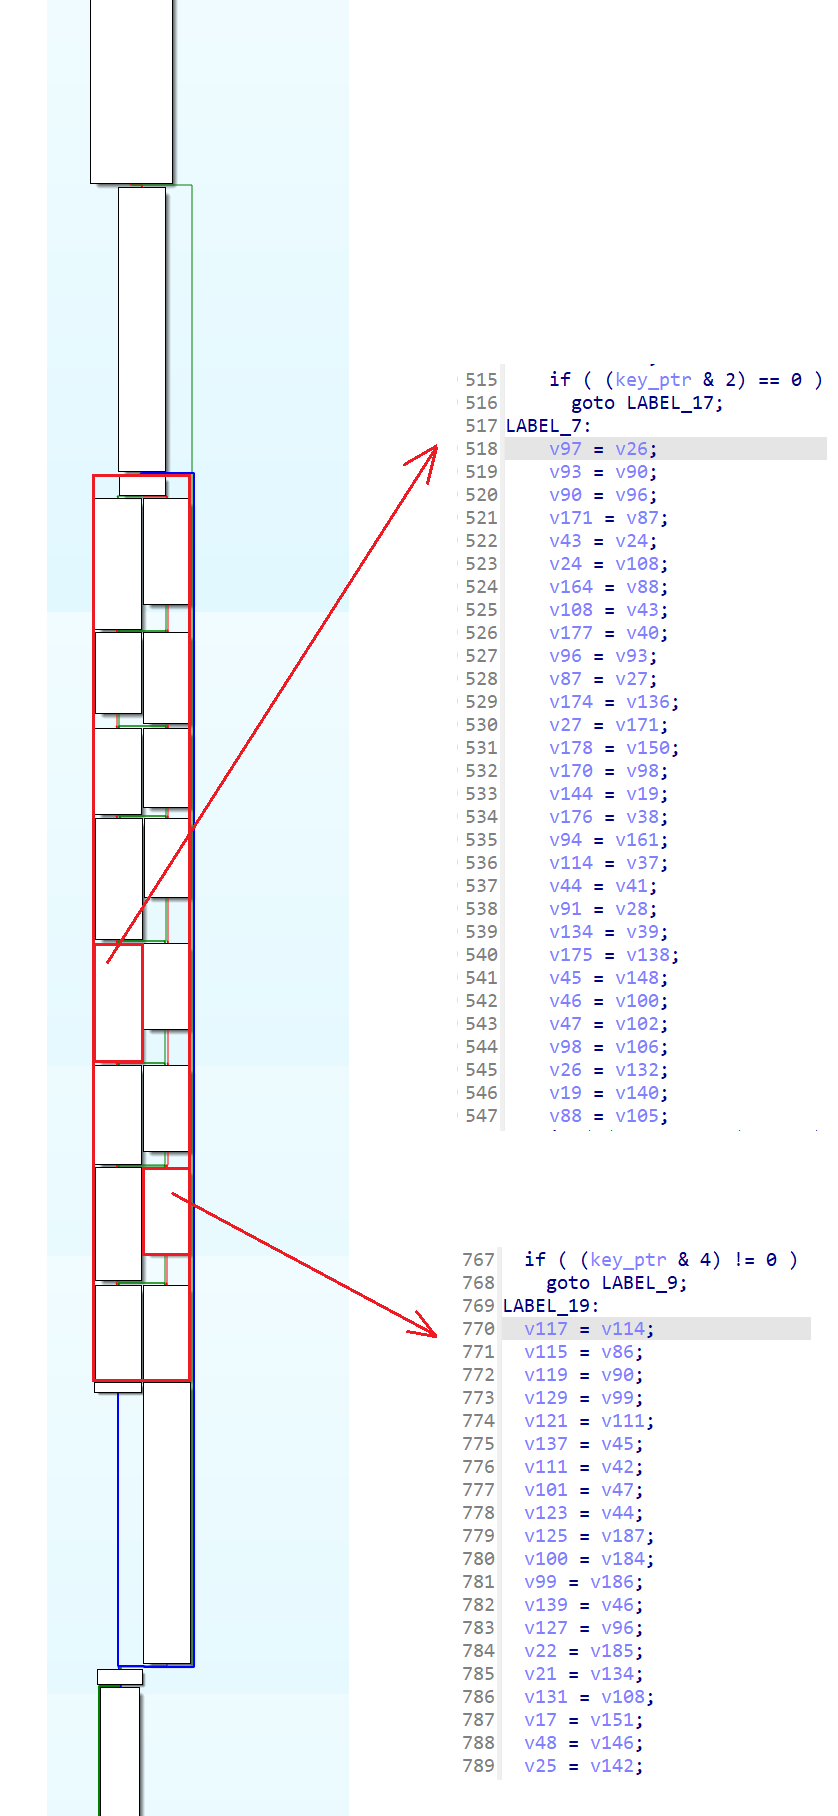 515 if ( (key_ptr & 2) == 0 )
516 goto LABEL_17;
517 LABEL_7:
518 v97 = v26;
519 v93 = v90;
520 v90 = v96;
521 v171 = v87;
522 v43 = v24;
523 v24 = v108;
524 v164 = v88;
525 v108 = v43;
526 v177 = v40;
527 v96 = v93;
528 v87 = v27;
529 v174 = v136;
530 v27 = v171;
531 v178 = v150;
532 v170 = v98;
533 v144 = v19;
534 v176 = v38;
535 v94 = v161;
536 v114 = v37;
537 v44 = v41;
538 v91 = v28;
539 v134 = v39;
540 v175 = v138;
541 v45 = v148;
542 v46 = v100;
543 v47 = v102;
544 v98 = v106;
545 v26 = v132;
546 v19 = v140;
547 v88 = v105;
767 if ( (key_ptr & 4) != 0 )
768 goto LABEL_9;
769 LABEL_19:
770 v117 = v114;
771 v115 = v86;
772 v119 = v90;
773 v129 = v99;
774 v121 = v111;
775 v137 = v45;
776 v111 = v42;
777 v101 = v47;
778 v123 = v44;
779 v125 = v187;
780 v100 = v184;
781 v99 = v186;
782 v139 = v46;
783 v127 = v96;
784 v22 = v185;
785 v21 = v134;
786 v131 = v108;
787 v17 = v151;
788 v48 = v146;
789 v25 = v142;